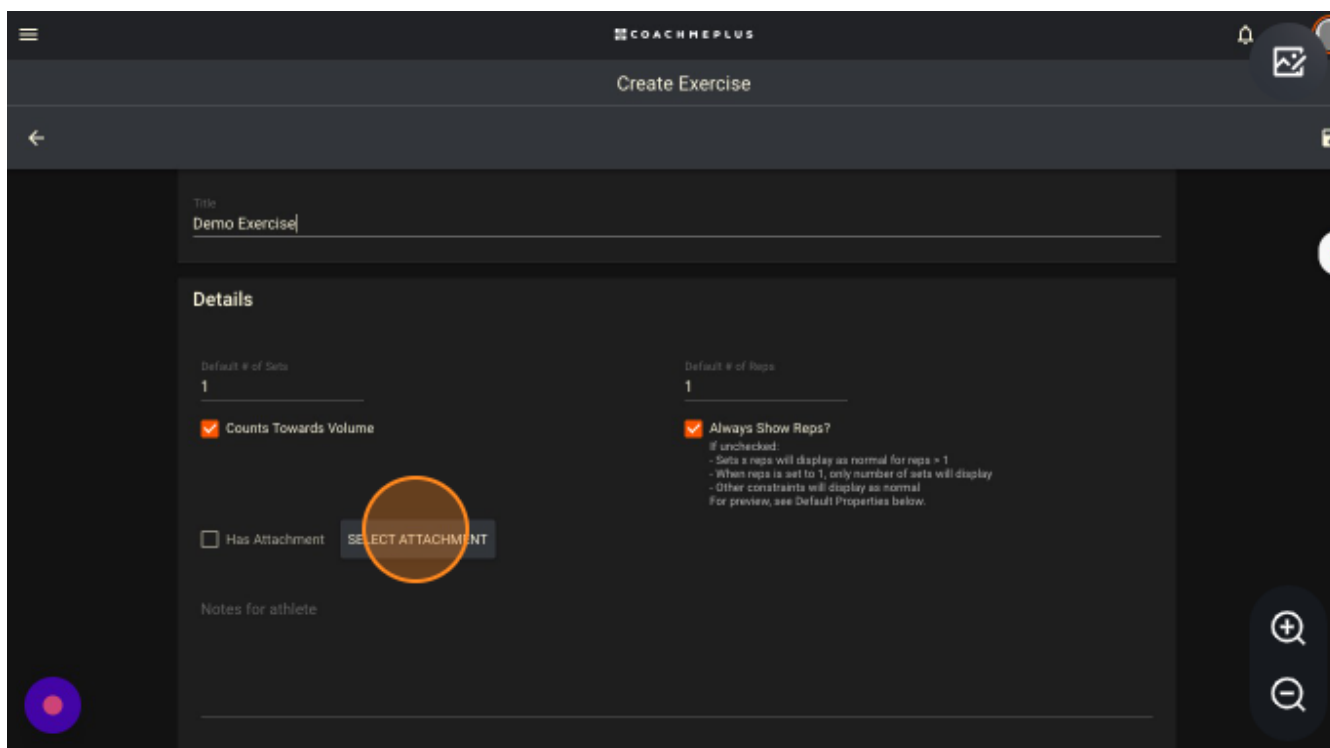 COACHMEPLUS
Create Exercise
Title
Demo Exercise
Details
Default # of Sets
1
Default # of Reps
1
Counts Towards Volume
Always Show Reps?
If unchecked:
- Sets x reps will display as normal for reps > 1
- When reps is set to 1, only number of sets will display
- Other constraints will display as normal
For preview, see Default Properties below.
Has Attachment
SELECT ATTACHMENT
Notes for athlete